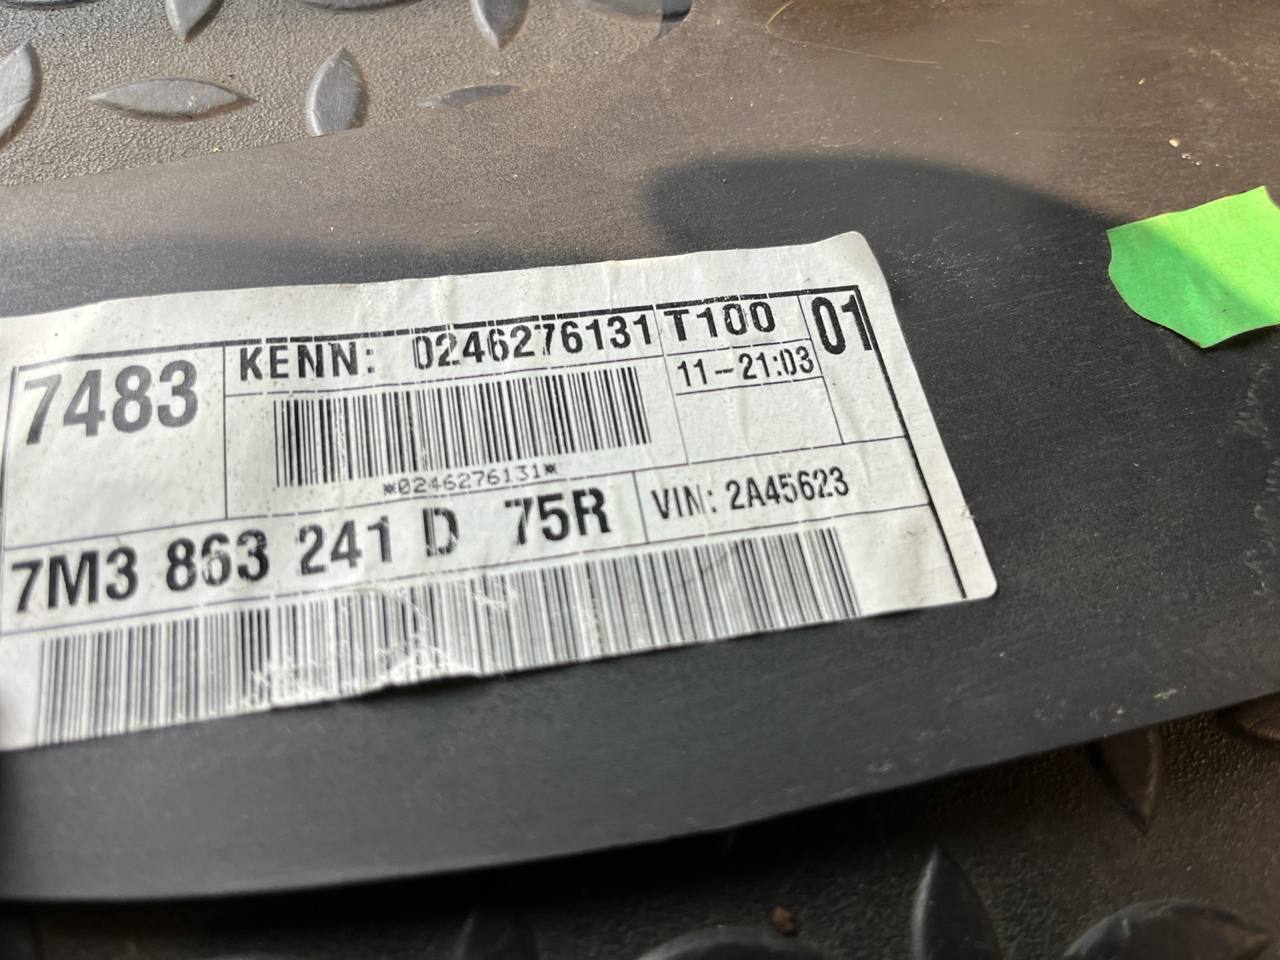 7483
KENN: 0246276131
T100
01
11-21:03
*0246276131*
7M3 863 241 D 75R
VIN: 2A45623